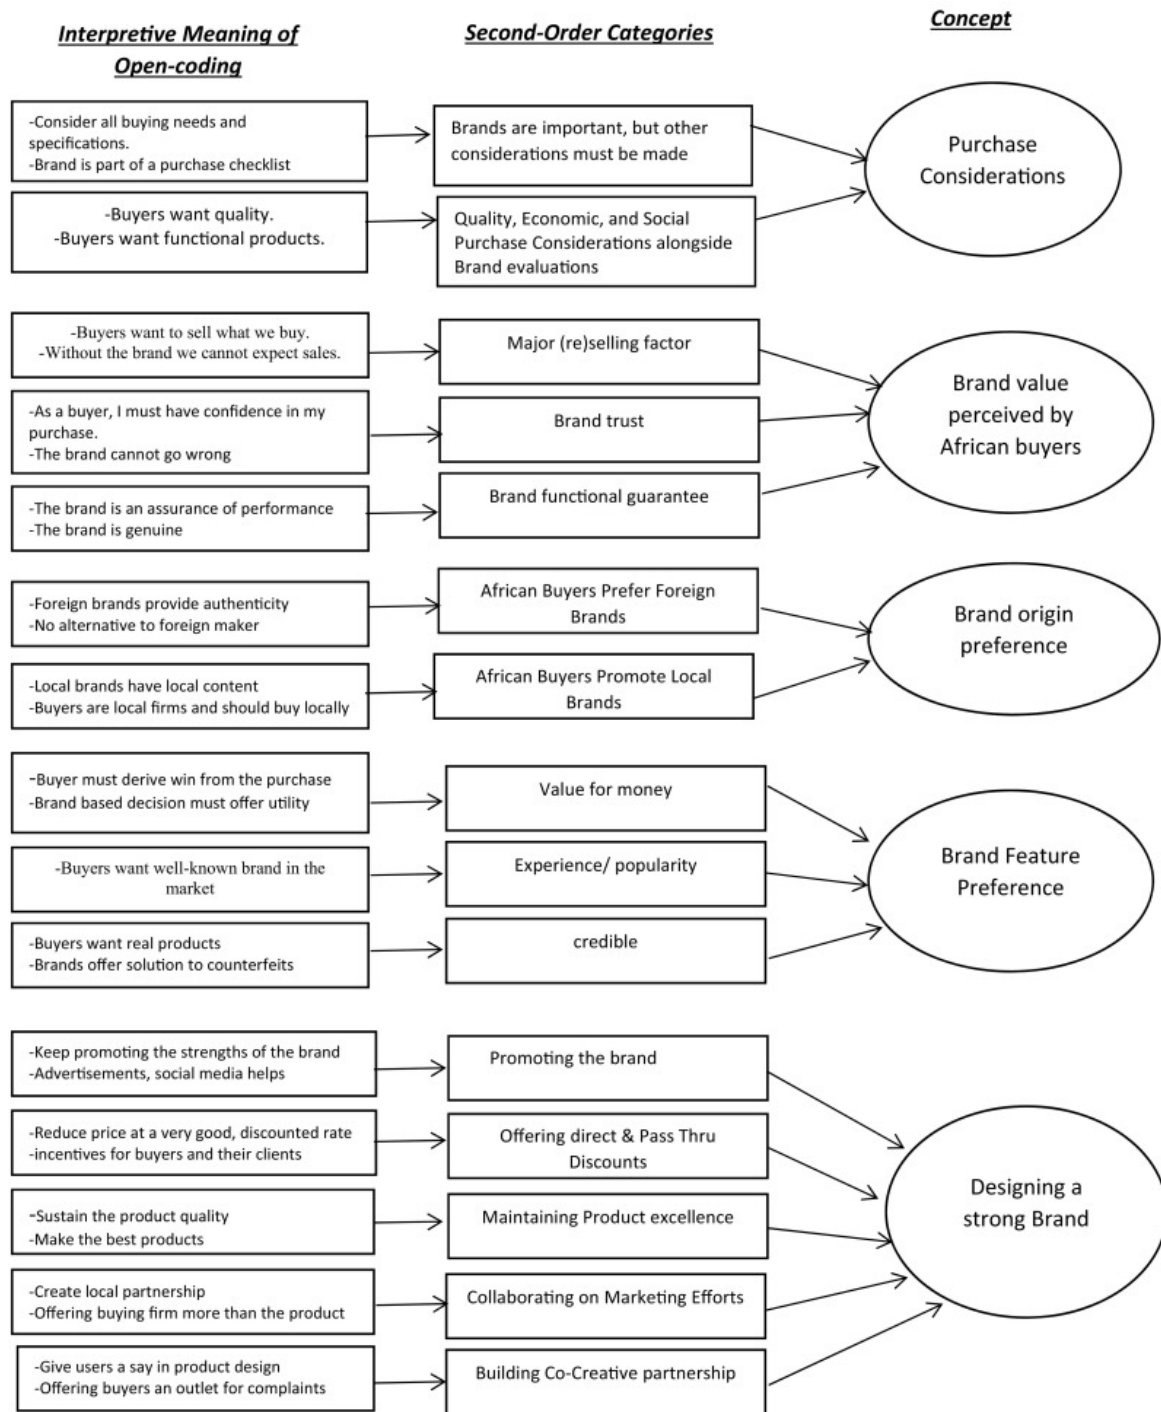 Interpretive Meaning of
Open-coding
Second-Order Categories
Concept
-Consider all buying needs and
specifications.
-Brand is part of a purchase checklist
Brands are important, but other
considerations must be made
Purchase
Considerations
-Buyers want quality.
-Buyers want functional products.
Quality, Economic, and Social
Purchase Considerations alongside
Brand evaluations
-Buyers want to sell what we buy.
-Without the brand we cannot expect sales.
Major (re)selling factor
Brand value
perceived by
African buyers
-As a buyer, I must have confidence in my
purchase.
-The brand cannot go wrong
Brand trust
-The brand is an assurance of performance
-The brand is genuine
Brand functional guarantee
-Foreign brands provide authenticity
-No alternative to foreign maker
African Buyers Prefer Foreign
Brands
Brand origin
preference
-Local brands have local content
-Buyers are local firms and should buy locally
African Buyers Promote Local
Brands
-Buyer must derive win from the purchase
-Brand based decision must offer utility
Value for money
Brand Feature
Preference
-Buyers want well-known brand in the
market
Experience/ popularity
-Buyers want real products
-Brands offer solution to counterfeits
credible
-Keep promoting the strengths of the brand
-Advertisements, social media helps
Promoting the brand
Designing a
strong Brand
-Reduce price at a very good, discounted rate
-incentives for buyers and their clients
Offering direct & Pass Thru
Discounts
-Sustain the product quality
-Make the best products
Maintaining Product excellence
-Create local partnership
-Offering buying firm more than the product
Collaborating on Marketing Efforts
-Give users a say in product design
-Offering buyers an outlet for complaints
Building Co-Creative partnership